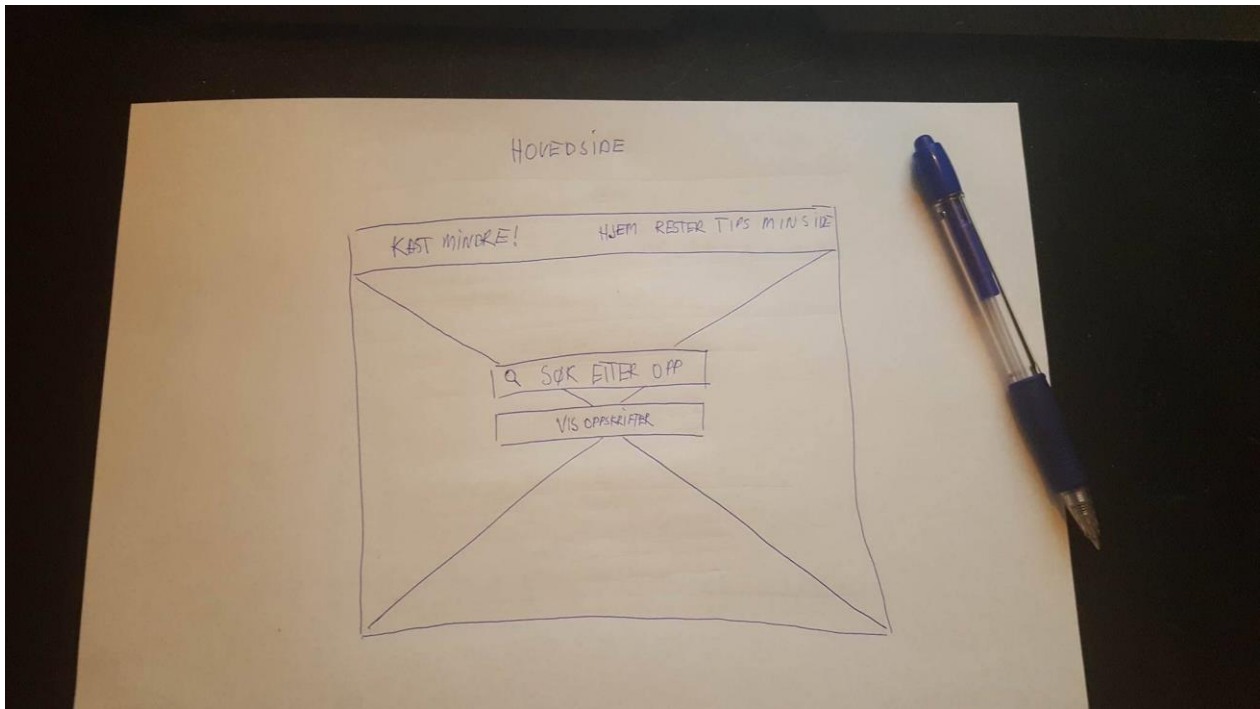 HOVEDSIDE
KAST MINDRE! HJEM RESTER TIPS MIN SIDE
SØK ETTER OPP
VIS OPPSKRIFTER